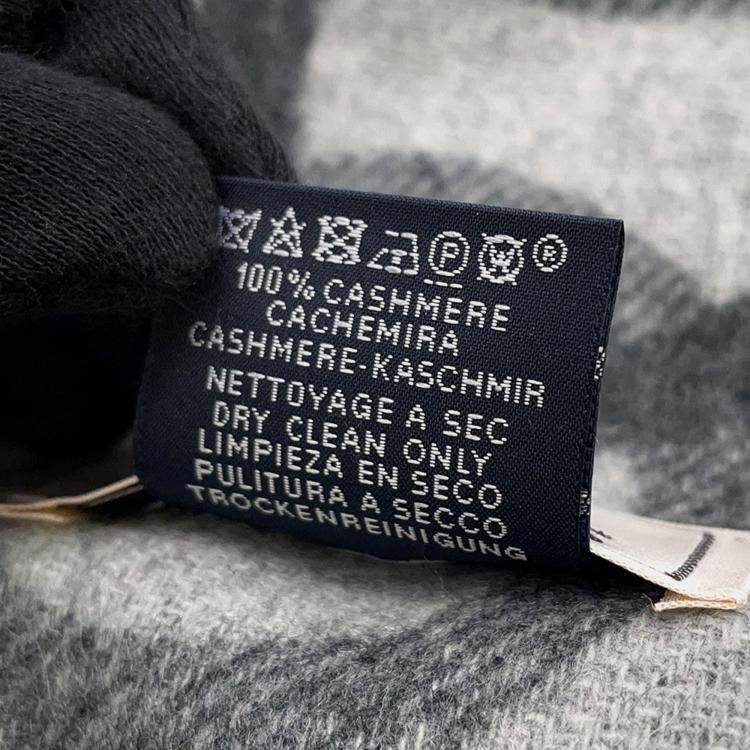 P W ®
100% CASHMERE
CACHEMIRA
CASHMERE-KASCHMIR
NETTOYAGE A SEC
DRY CLEAN ONLY
LIMPIEZA EN SECO
PULITURA A SECCO
TROCKENREINIGUNG